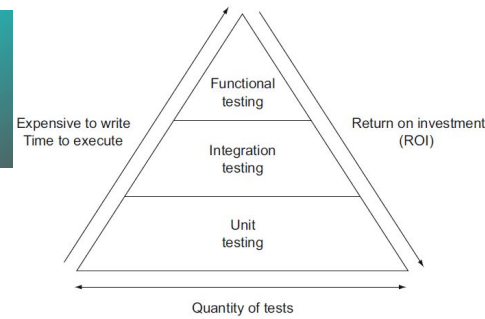 Functional
testing
Expensive to write
Time to execute
Return on investment
(ROI)
Integration
testing
Unit
testing
Quantity of tests